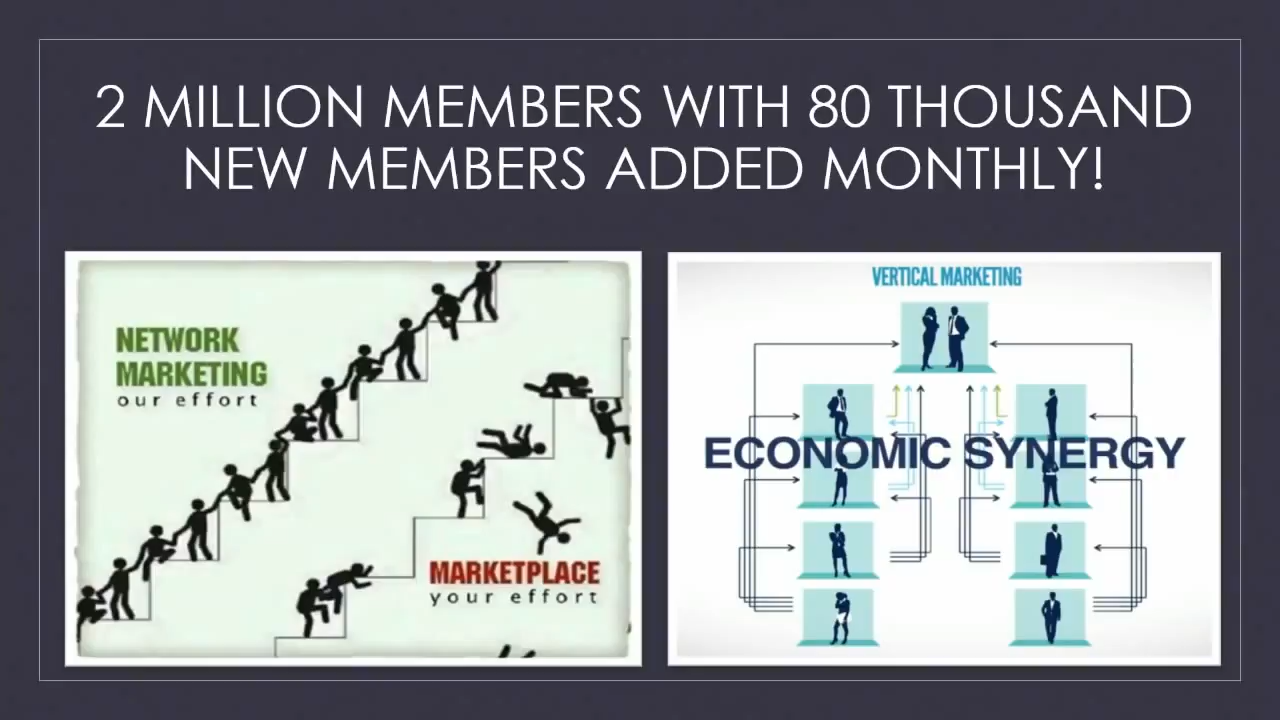 2 MILLION MEMBERS WITH 80 THOUSAND
NEW MEMBERS ADDED MONTHLY!
NETWORK
MARKETING
our effort
MARKETPLACE
your effort
VERTICAL MARKETING
ECONOMIC SYNERGY